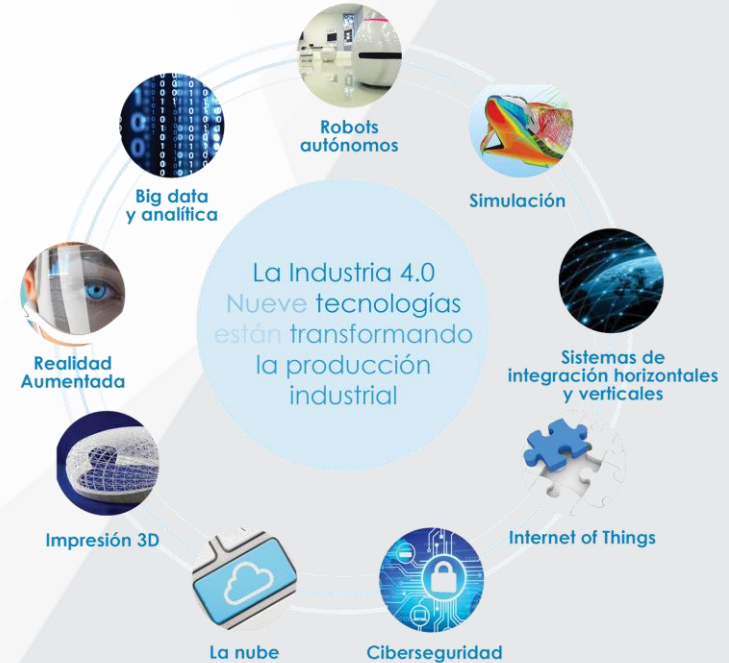 Robots
autónomos
Simulación
Sistemas de
integración horizontales
y verticales
Internet of Things
Ciberseguridad
La nube
Impresión 3D
Realidad
Aumentada
Big data
y analítica
La Industria 4.0
Nueve tecnologías
están transformando
la producción
industrial